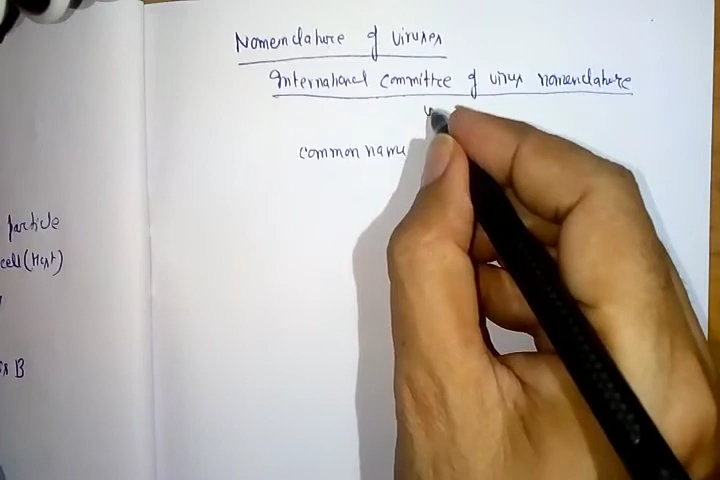 Nomenclature of viruses
International committee of virus nomenclature
common name
particle
cell (Host)
B